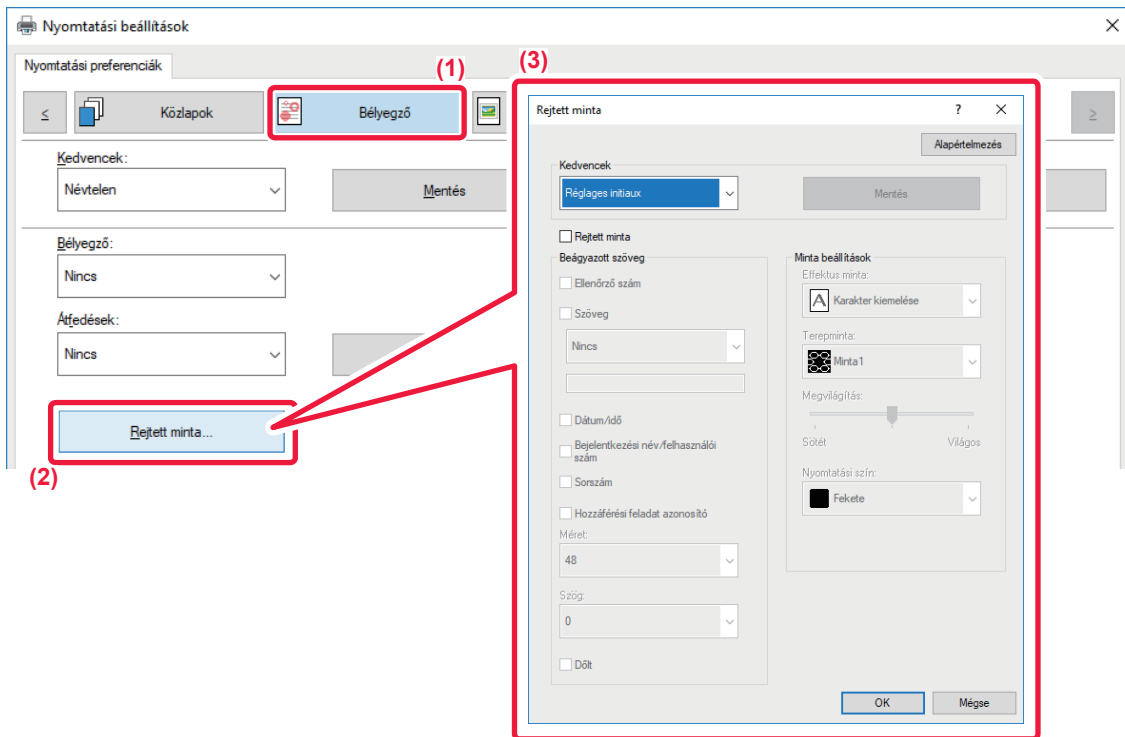 Nyomtatási beállítások
Nyomtatási preferenciák
(1)
(3)
<
Közlapok
Bélyegző
>
Kedvencek:
Névtelen
Mentés
Bélyegző:
Nincs
Átfedések:
Nincs
Rejtett minta...
(2)
Rejtett minta
?
Alapértelmezés
Kedvencek
Réglages initiaux
Mentés
Rejtett minta
Beágyazott szöveg
Ellenőrző szám
Szöveg
Nincs
Dátum/idő
Bejelentkezési név/felhasználói
szám
Sorszám
Hozzáférési feladat azonosító
Méret:
48
Szög:
0
Dőlt
Minta beállítások
Effektus minta:
A Karakter kiemelése
Terepminta:
Minta1
Megvilágítás:
Sötét Világos
Nyomtatási szín:
Fekete
OK
Mégse